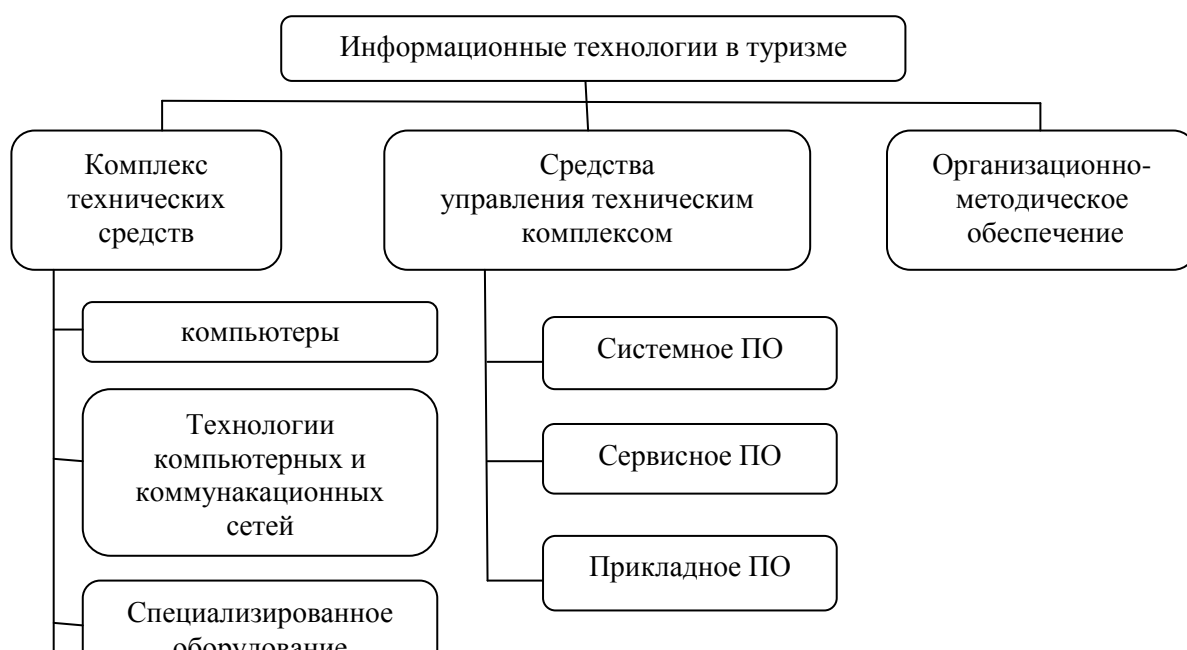 Информационные технологии в туризме
Комплекс
технических
средств
Средства
управления техническим
комплексом
Организационно-
методическое
обеспечение
компьютеры
Технологии
компьютерных и
коммунакационных
сетей
Специализированное
оборудование
Системное ПО
Сервисное ПО
Прикладное ПО